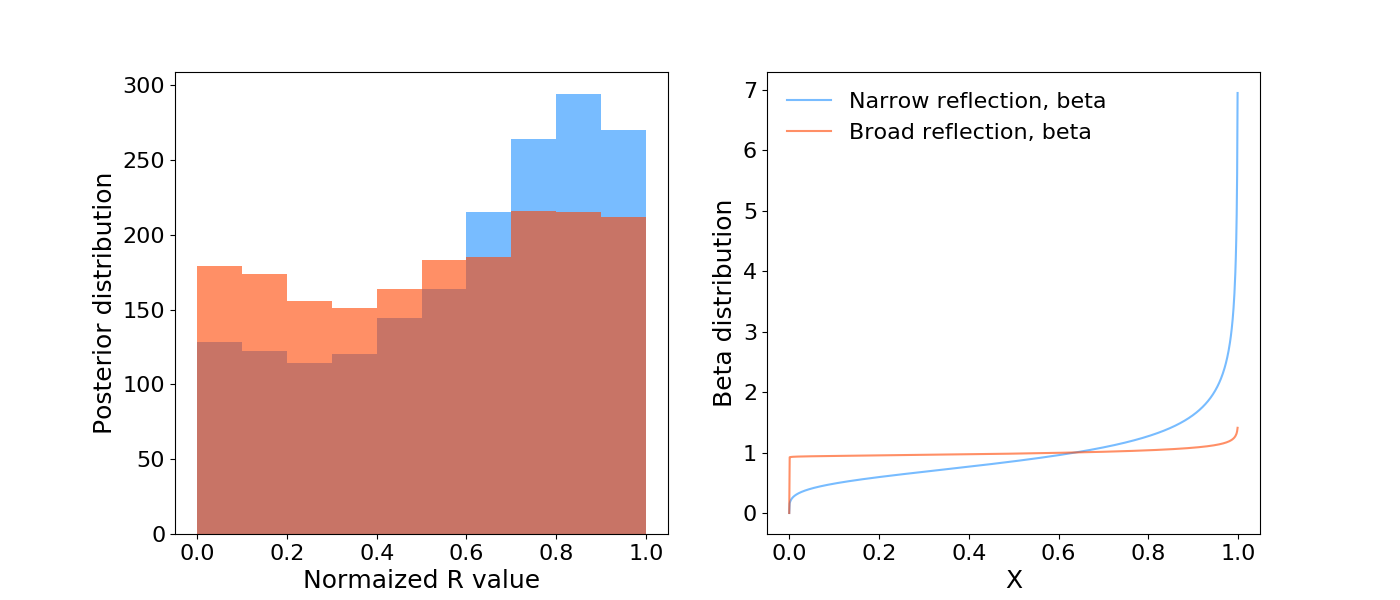 300
250
200
150
100
50
0
0.0 0.2 0.4 0.6 0.8 1.0
Normaized R value
Posterior distribution
7
6
5
4
3
2
1
0
0.0 0.2 0.4 0.6 0.8 1.0
X
Beta distribution
Narrow reflection, beta
Broad reflection, beta